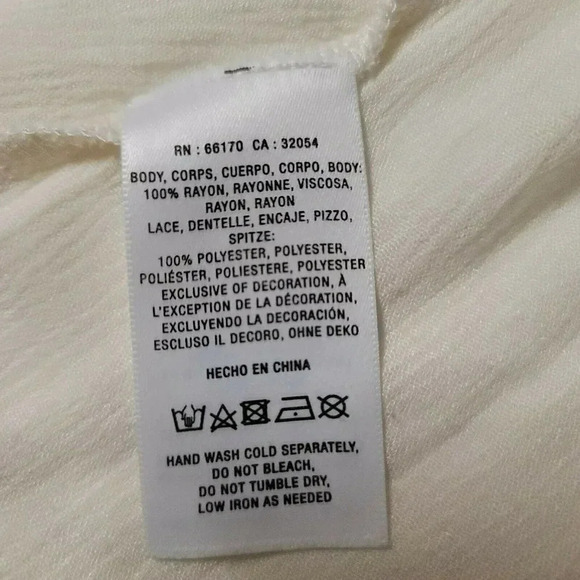 RN : 66170 CA : 32054
BODY, CORPS, CUERPO, CORPO, BODY:
100% RAYON, RAYONNE, VISCOSA,
RAYON, RAYON
LACE, DENTELLE, ENCAJE, PIZZO,
SPITZE:
100% POLYESTER, POLYESTER,
POLIÉSTER, POLIESTERE, POLYESTER
EXCLUSIVE OF DECORATION, À
L'EXCEPTION DE LA DÉCORATION,
EXCLUYENDO LA DECORACIÓN,
ESCLUSO IL DECORO, OHNE DEKO
HECHO EN CHINA
HAND WASH COLD SEPARATELY,
DO NOT BLEACH,
DO NOT TUMBLE DRY,
LOW IRON AS NEEDED